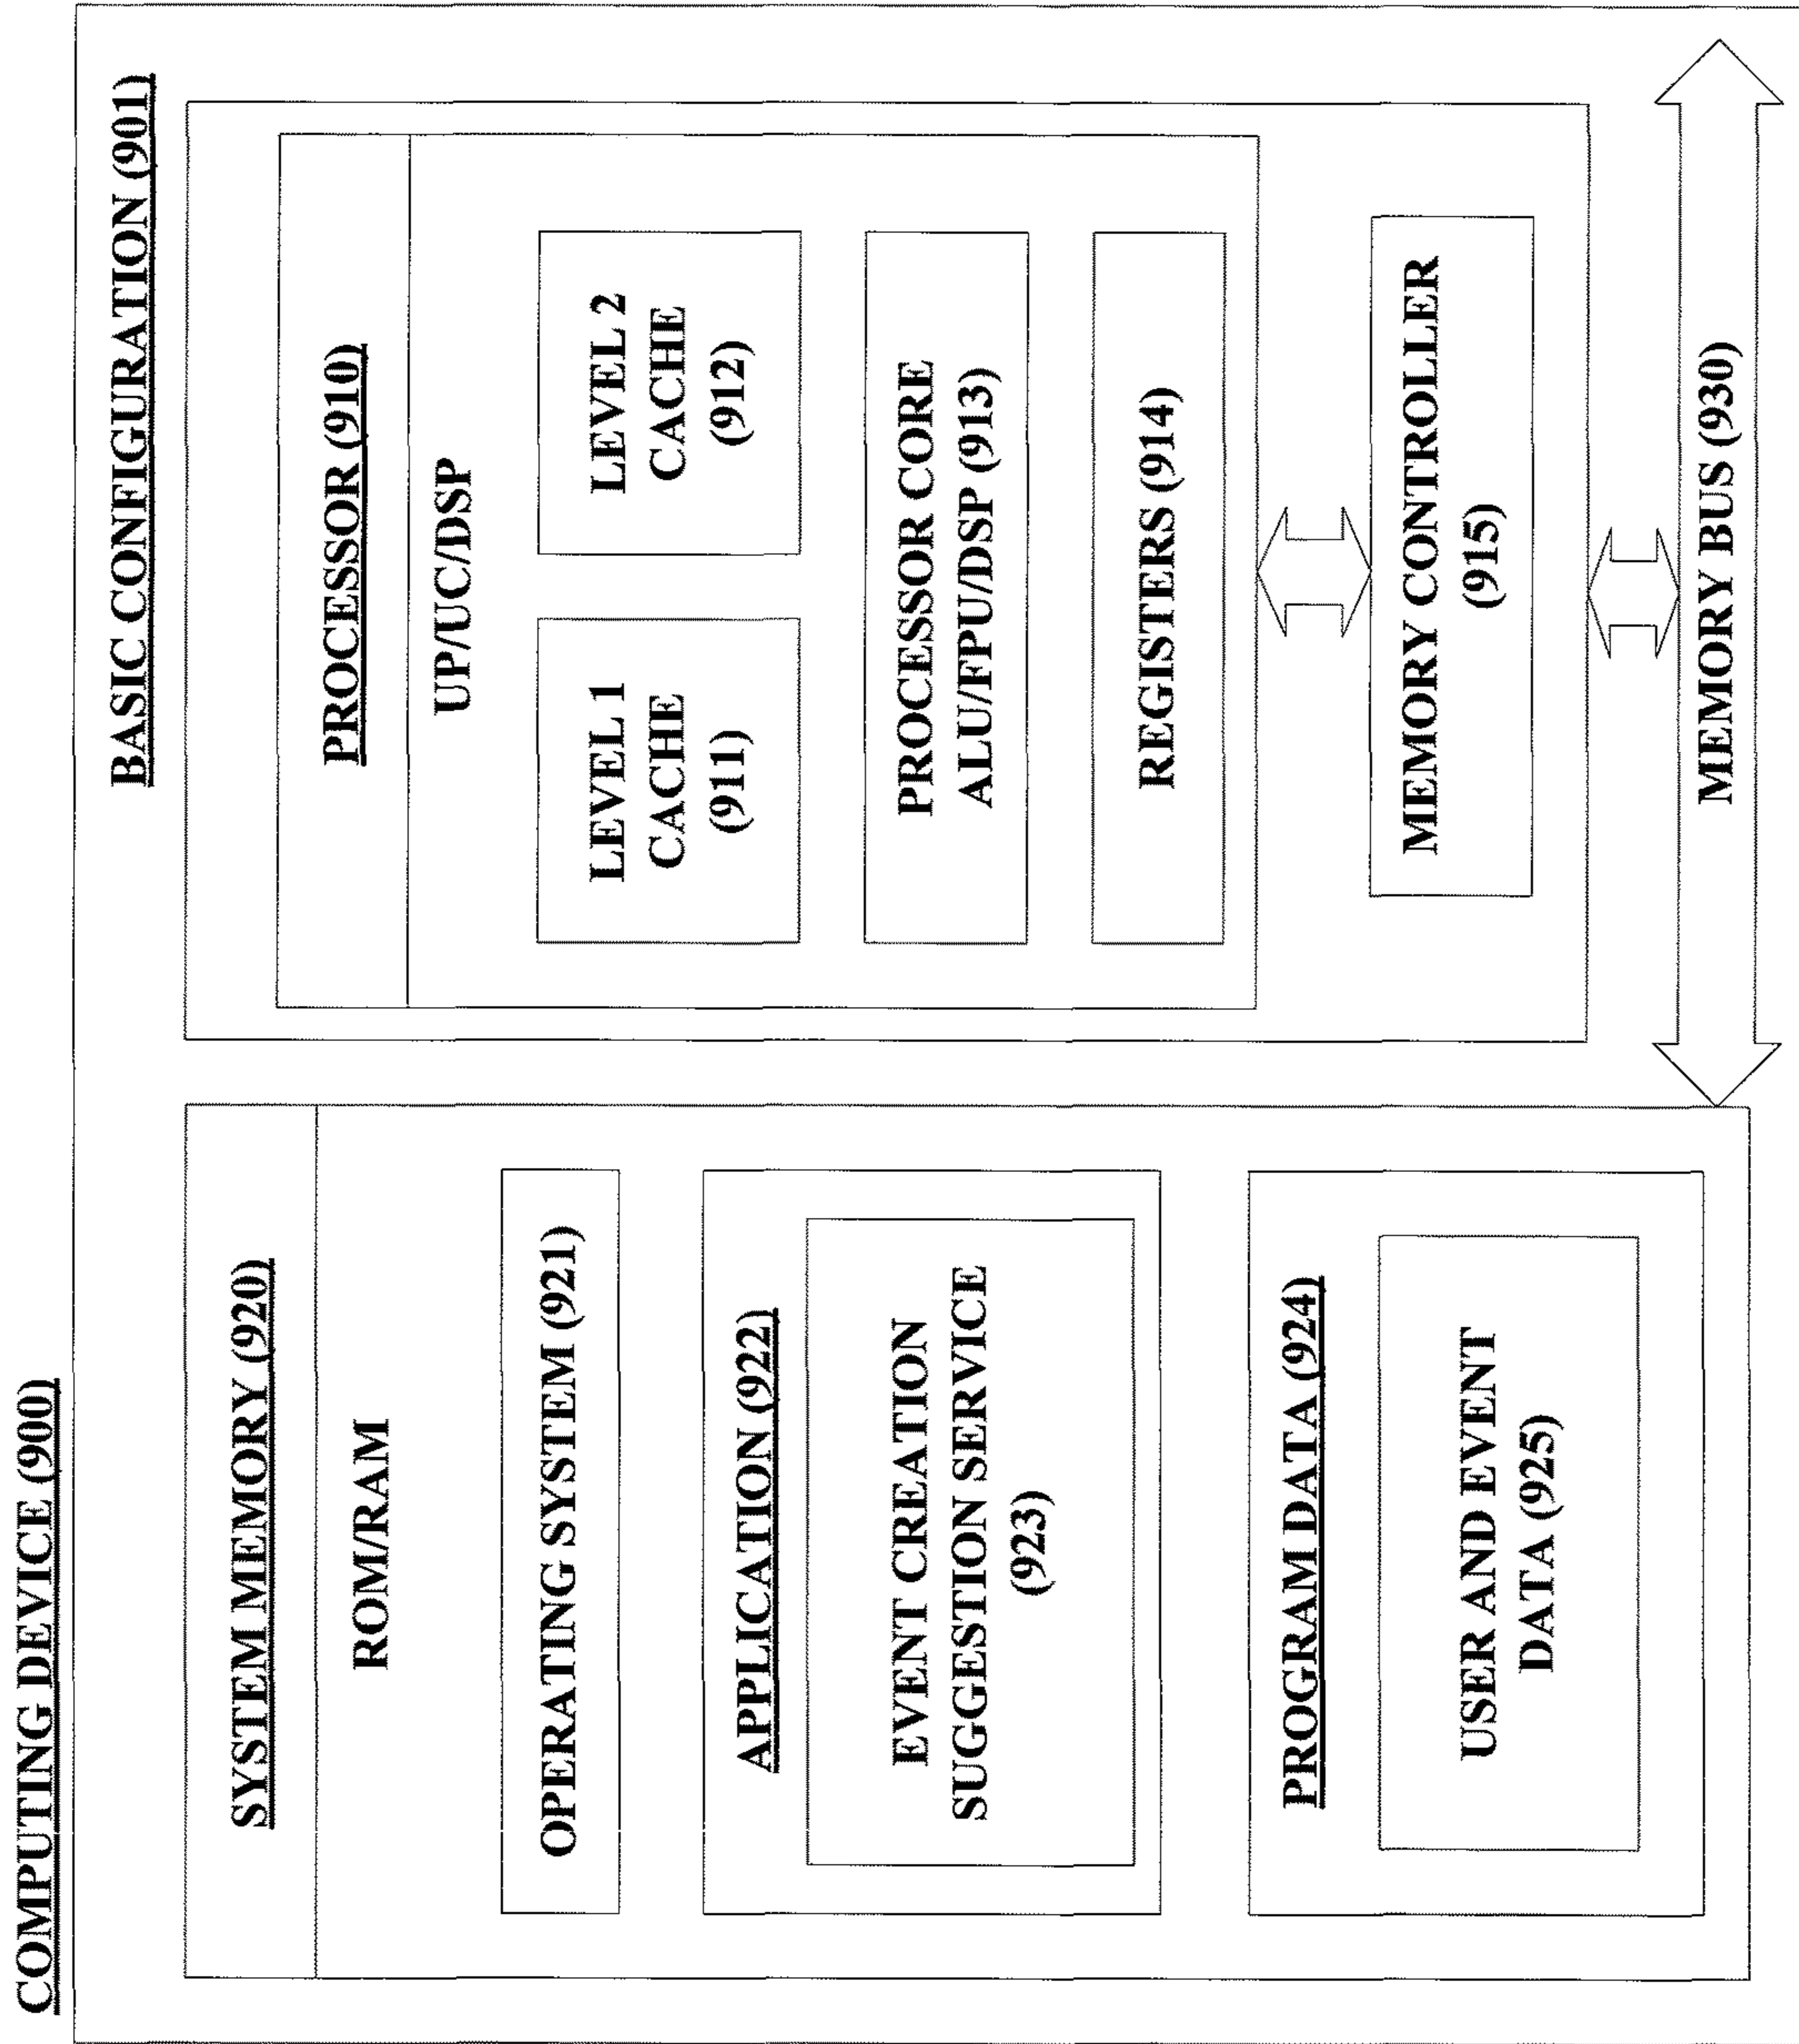 COMPUTING DEVICE (900)
BASIC CONFIGURATION (901)
SYSTEM MEMORY (920)
ROM/RAM
OPERATING SYSTEM (921)
APPLICATION (922)
EVENT CREATION
SUGGESTION SERVICE
(923)
PROGRAM DATA (924)
USER AND EVENT
DATA (925)
PROCESSOR (910)
UP/UC/DSP
LEVEL 1
CACHE
(911)
LEVEL 2
CACHE
(912)
PROCESSOR CORE
ALU/FPU/DSP (913)
REGISTERS (914)
MEMORY CONTROLLER
(915)
MEMORY BUS (930)